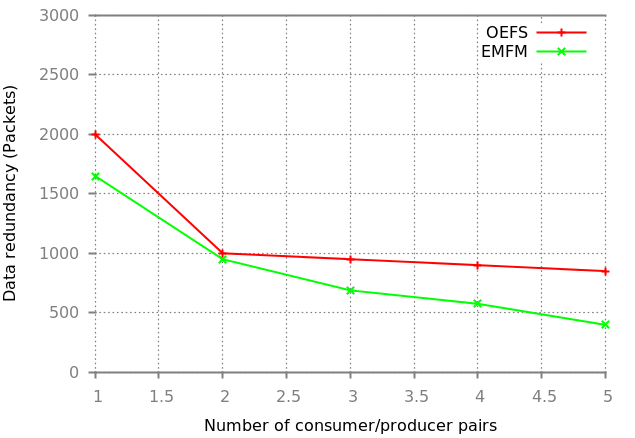 3000
2500
2000
1500
1000
500
0
OEFS
EMFM
Data redundancy (Packets)
1 1.5 2 2.5 3 3.5 4 4.5 5
Number of consumer/producer pairs